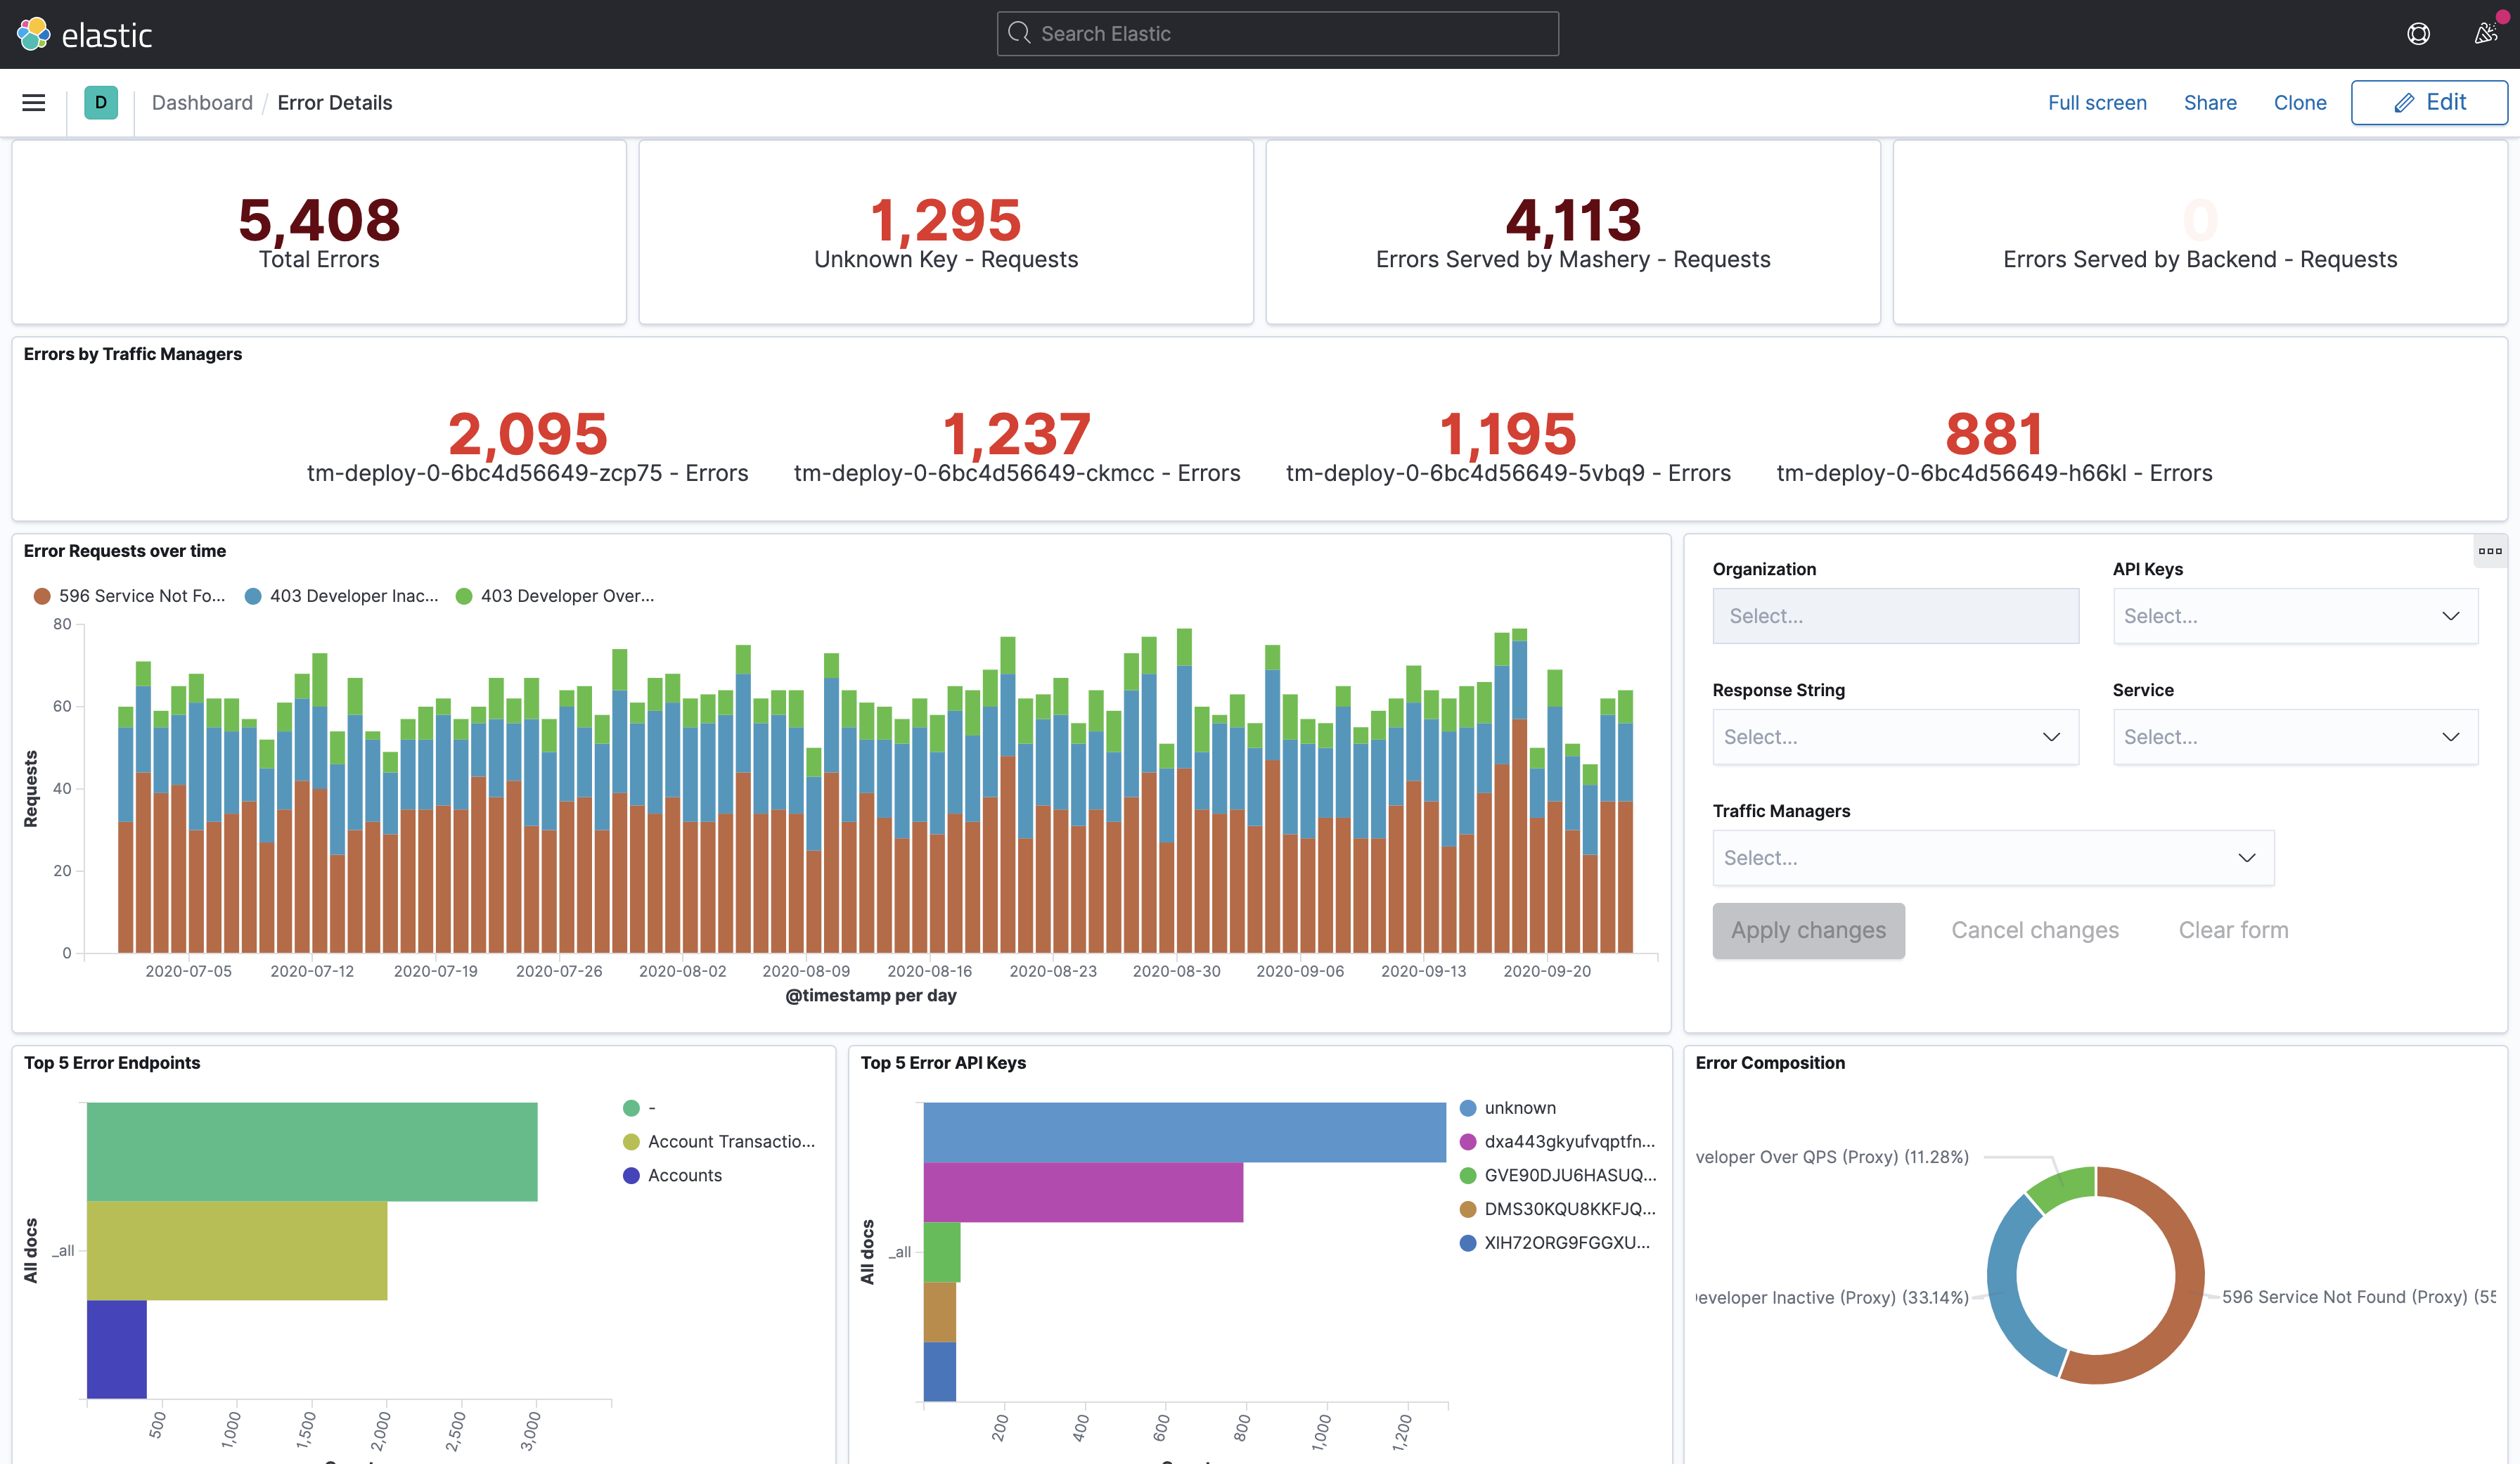 elastic
Search Elastic
D
Dashboard / Error Details
Full screen
Share
Clone
Edit
5,408
Total Errors
1,295
Unknown Key - Requests
4,113
Errors Served by Mashery - Requests
0
Errors Served by Backend - Requests
Errors by Traffic Managers
2,095
tm-deploy-0-6bc4d56649-zcp75 - Errors
1,237
tm-deploy-0-6bc4d56649-ckmcc - Errors
1,195
tm-deploy-0-6bc4d56649-5vbq9 - Errors
881
tm-deploy-0-6bc4d56649-h66kl - Errors
Error Requests over time
596 Service Not Fo...
403 Developer Inac...
403 Developer Over...
80
60
40
20
0
Requests
2020-07-05
2020-07-12
2020-07-19
2020-07-26
2020-08-02
2020-08-09
2020-08-16
2020-08-23
2020-08-30
2020-09-06
2020-09-13
2020-09-20
@timestamp per day
Organization
Select...
API Keys
Select...
Response String
Select...
Service
Select...
Traffic Managers
Select...
Apply changes
Cancel changes
Clear form
Top 5 Error Endpoints
-
Account Transactio...
Accounts
All docs
_all
500
1,000
1,500
2,000
2,500
3,000
Top 5 Error API Keys
unknown
dxa443gkyufvqptfn...
GVE90DJU6HASUQ...
DMS30KQU8KKFJQ...
XIH72ORG9FGGXU...
All docs
_all
200
400
600
800
1,000
1,200
Error Composition
veloper Over QPS (Proxy) (11.28%)
eveloper Inactive (Proxy) (33.14%)
596 Service Not Found (Proxy) (55